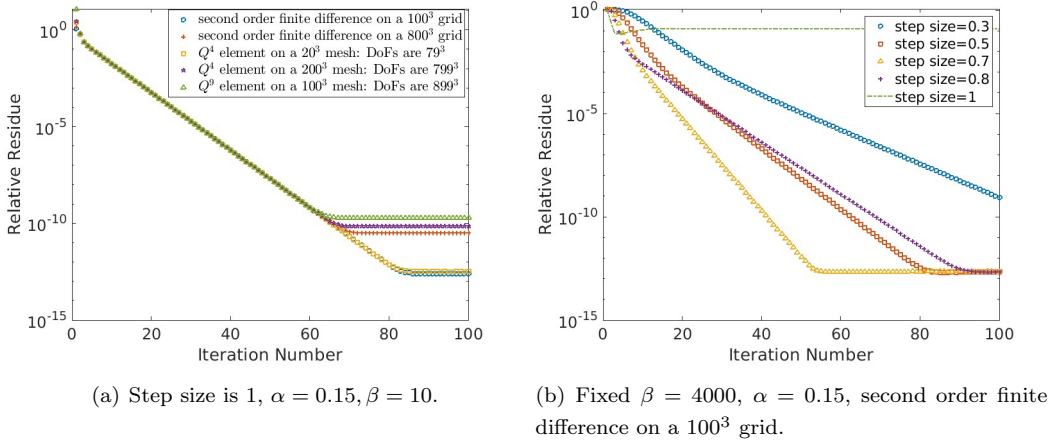 10^0
10^-5
10^-10
10^-15
Relative Residue
0 20 40 60 80 100
Iteration Number
second order finite difference on a 100^3 grid
second order finite difference on a 800^3 grid
Q^4 element on a 20^3 mesh: DoFs are 79^3
Q^4 element on a 200^3 mesh: DoFs are 799^3
Q^9 element on a 100^3 mesh: DoFs are 899^3
(a) Step size is 1, α = 0.15, β = 10.
10^0
10^-5
10^-10
10^-15
Relative Residue
0 20 40 60 80 100
Iteration Number
step size=0.3
step size=0.5
step size=0.7
step size=0.8
step size=1
(b) Fixed β = 4000, α = 0.15, second order finite
difference on a 100^3 grid.